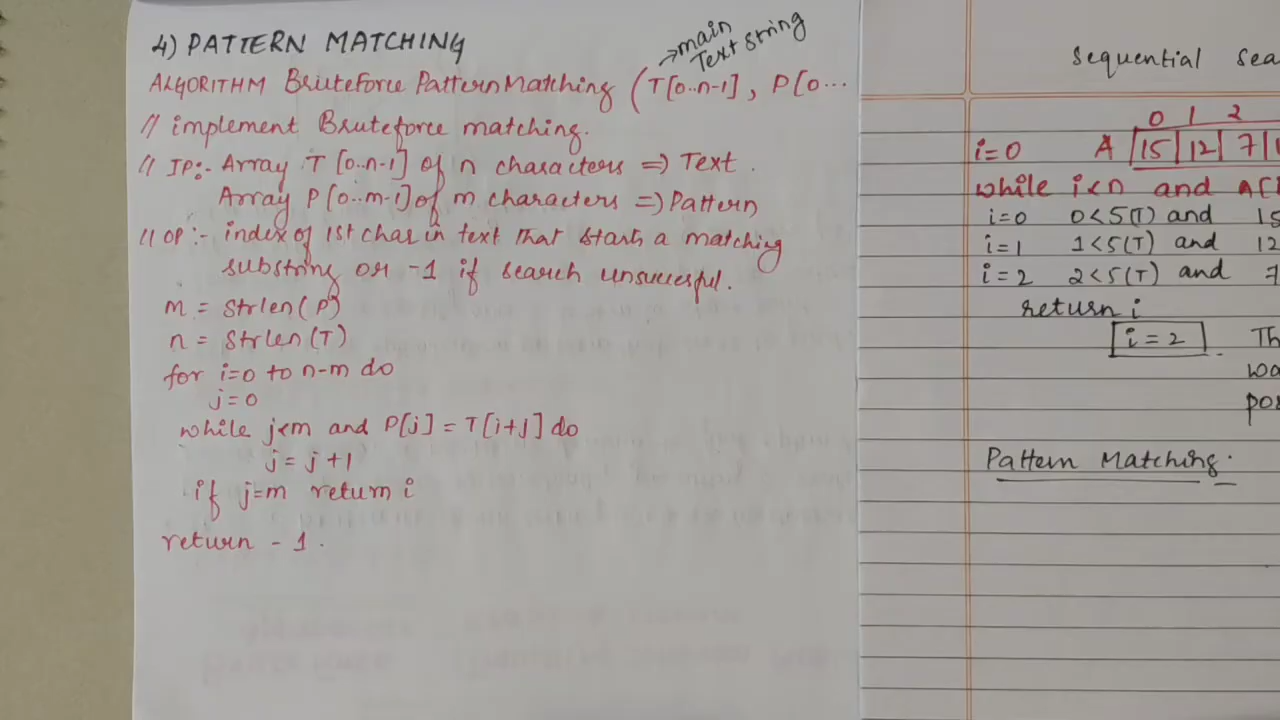 4) PATTERN MATCHING
→main
Text string
ALGORITHM Bruteforce PatternMatching (T[0..n-1], P[0...
// implement Bruteforce matching.
// IP:- Array T [0..n-1] of n characters => Text.
Array P [0..m-1] of m characters => Pattern
// OP:- index of 1st char in text that starts a matching
substring or -1 if search unsuccesful.
m = Strlen(P)
n = Strlen(T)
for i=0 to n-m do
j=0
while j<m and P[j] = T[i+j] do
j = j+1
if j=m return i
return -1.
sequential sea
0 1 2
i=0 A 15 12 7
while i<n and A[
i=0 0<5(T) and 15
i=1 1<5(T) and 12
i=2 2<5(T) and 7
return i
i = 2 Th
wa
pos
Pattern Matching.